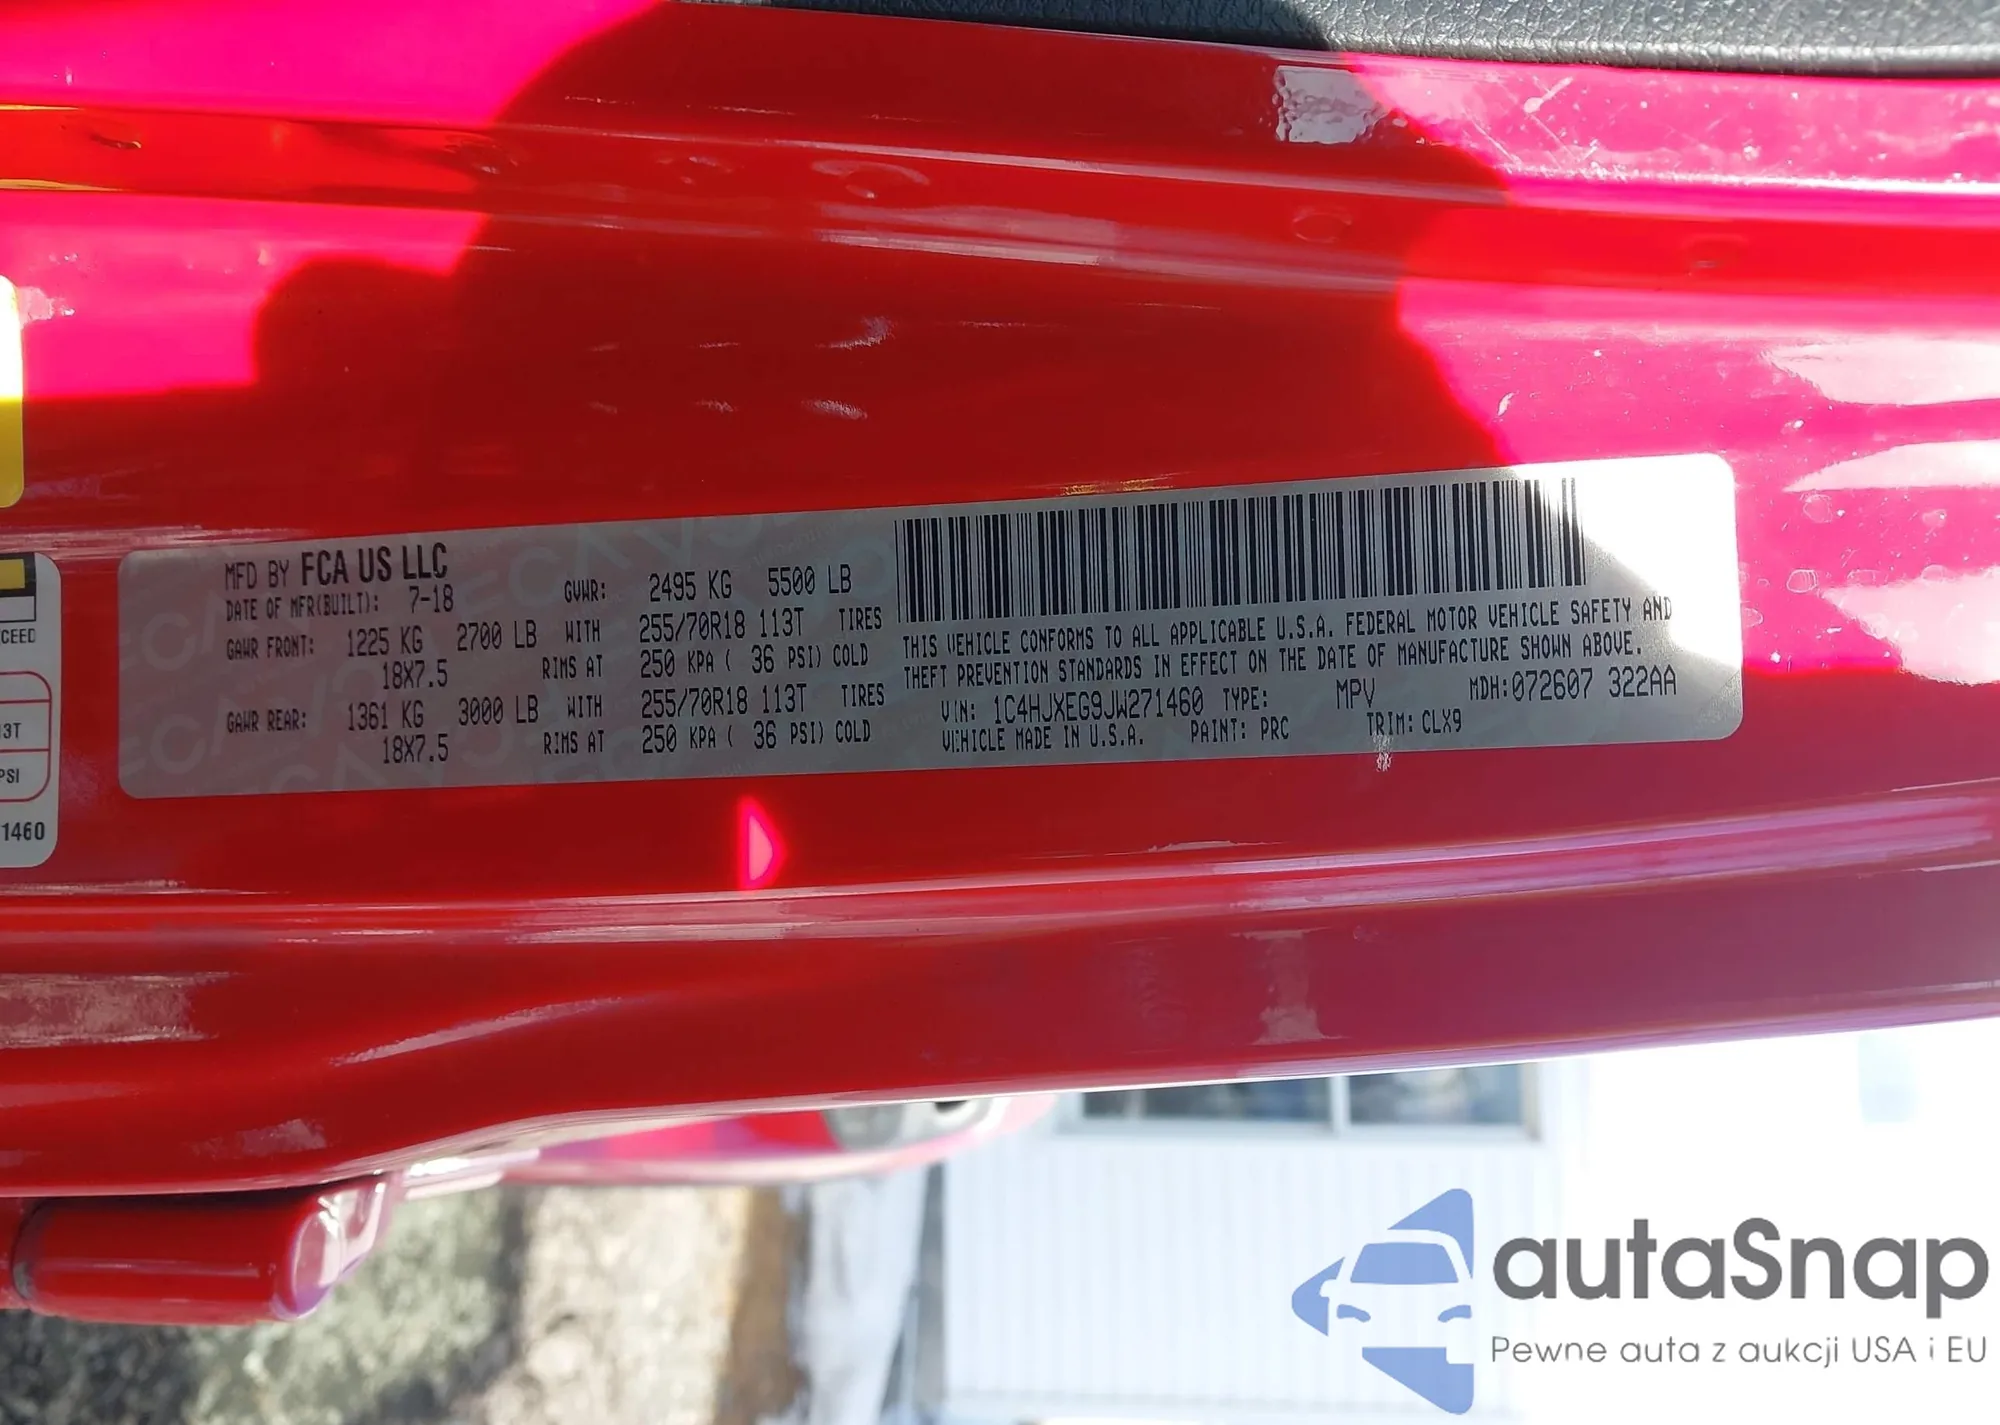 MFD BY FCA US LLC
DATE OF MFR(BUILT): 7-18 GVWR: 2495 KG 5500 LB
GAWR FRONT: 1225 KG 2700 LB WITH 255/70R18 113T TIRES
18X7.5 RIMS AT 250 KPA ( 36 PSI) COLD
GAWR REAR: 1361 KG 3000 LB WITH 255/70R18 113T TIRES
18X7.5 RIMS AT 250 KPA ( 36 PSI) COLD
THIS VEHICLE CONFORMS TO ALL APPLICABLE U.S.A. FEDERAL MOTOR VEHICLE SAFETY AND
THEFT PREVENTION STANDARDS IN EFFECT ON THE DATE OF MANUFACTURE SHOWN ABOVE.
VIN: 1C4HJXEG9JW271460 TYPE: MPV MDH:072607 322AA
VEHICLE MADE IN U.S.A. PAINT: PRC TRIM: CLX9
CEED
3T
PSI
1460
autaSnap
Pewne auta z aukcji USA i EU